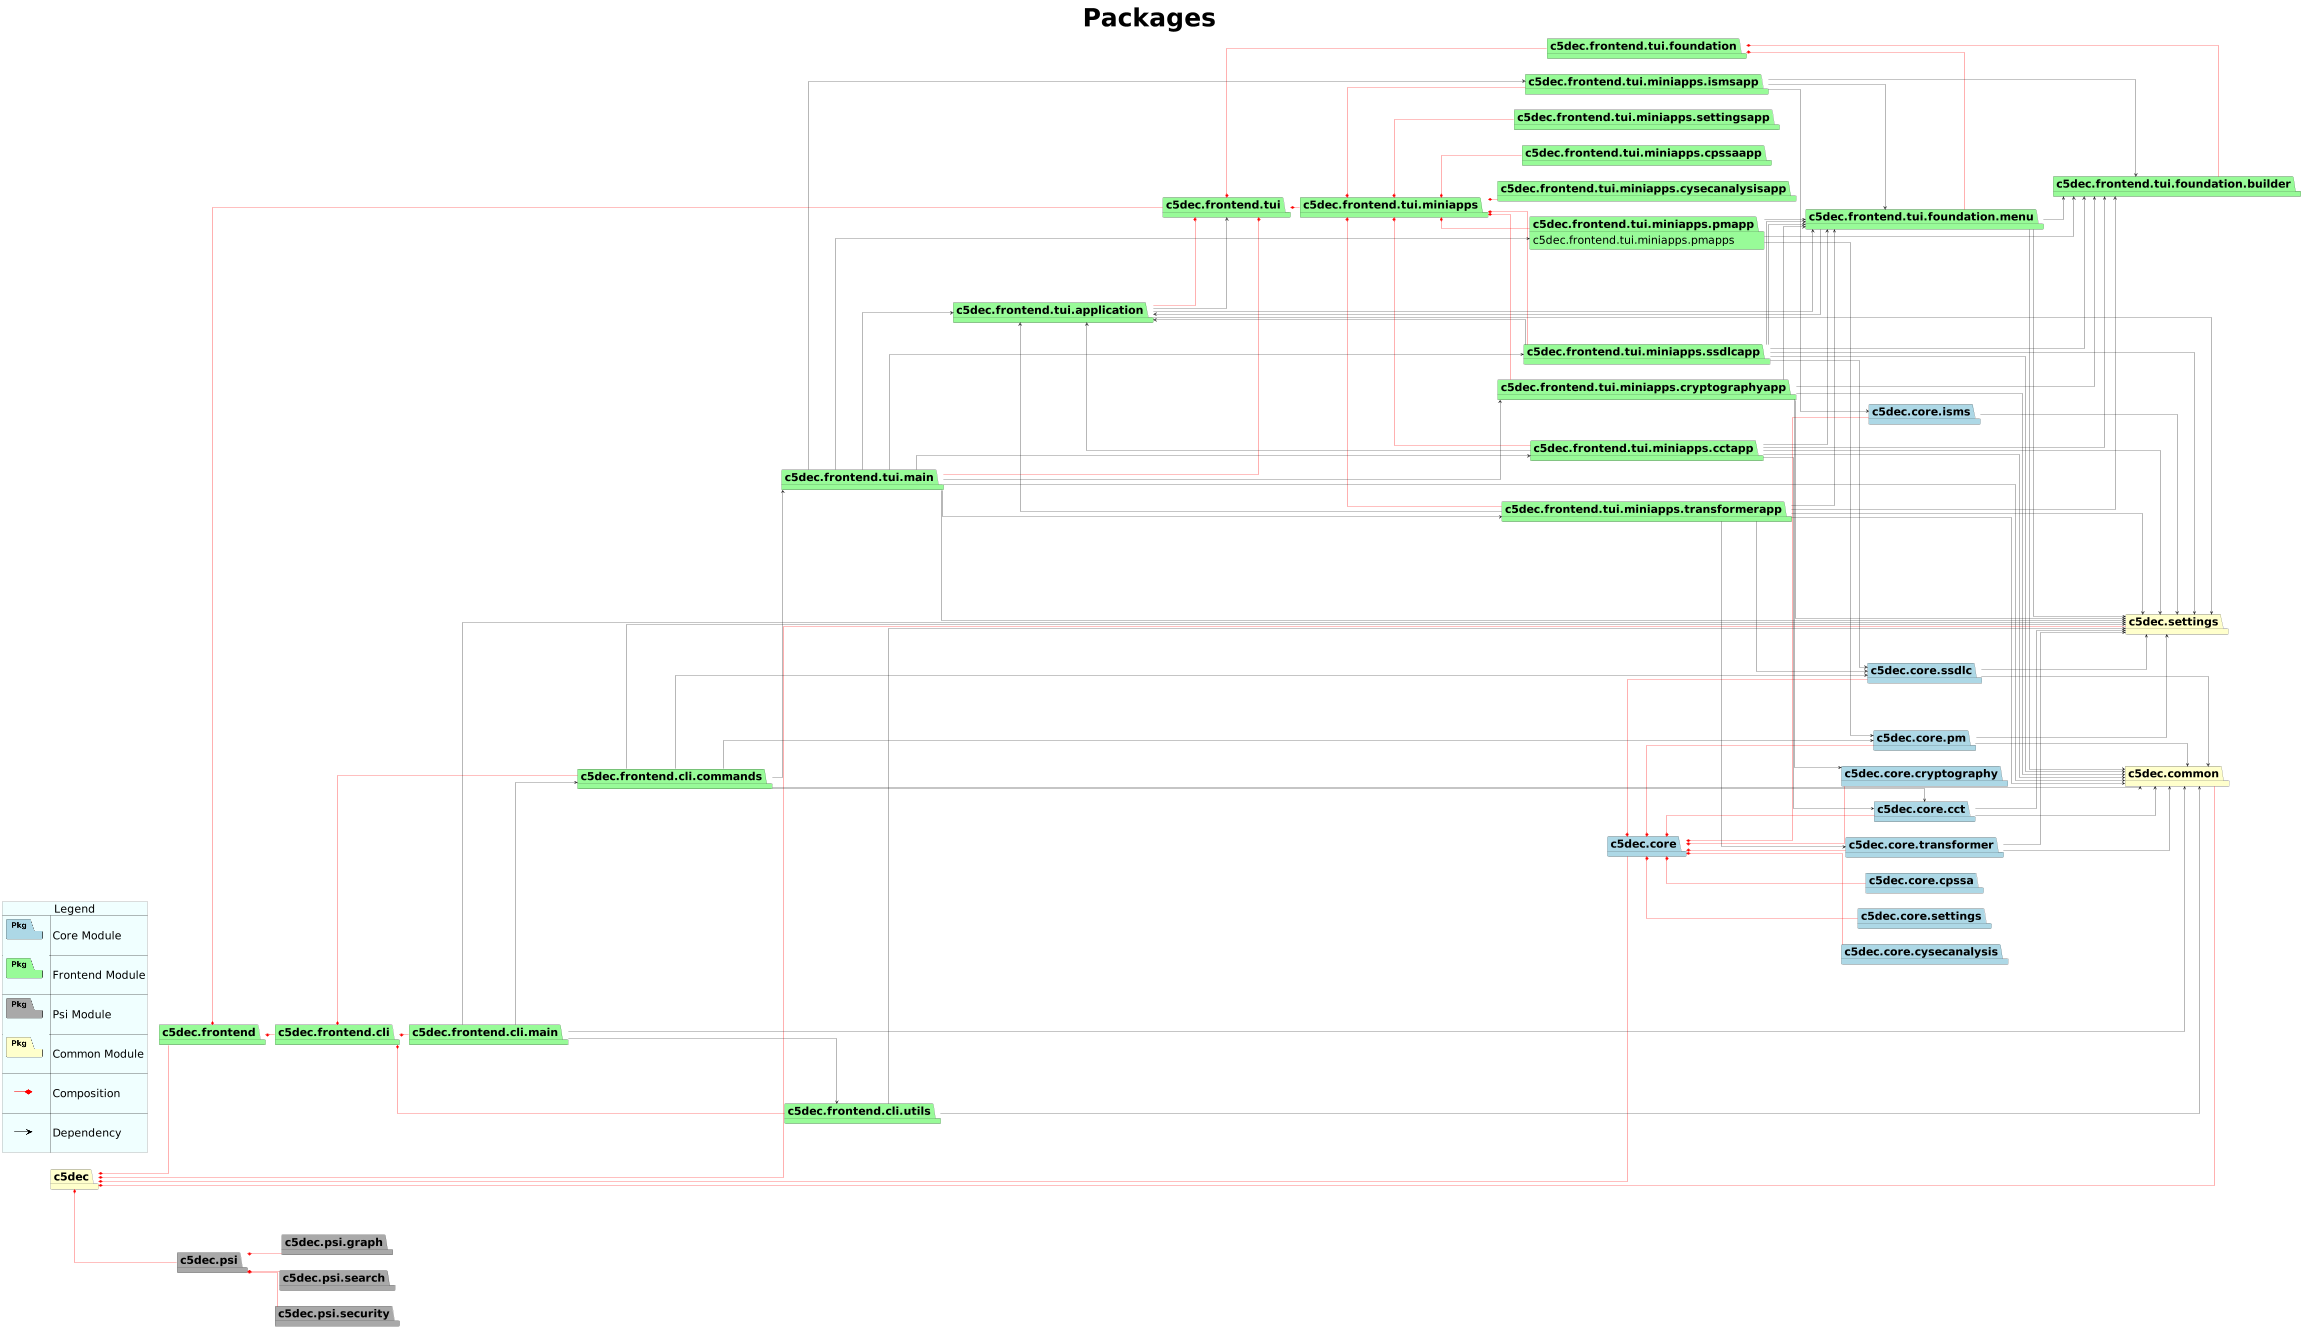 Packages
c5dec.frontend.tui.foundation
c5dec.frontend.tui.miniapps.ismsapp
c5dec.frontend.tui.miniapps.settingsapp
c5dec.frontend.tui.miniapps.cpssaapp
c5dec.frontend.tui.foundation.builder
c5dec.frontend.tui.miniapps.cysecanalysisapp
c5dec.frontend.tui
c5dec.frontend.tui.miniapps
c5dec.frontend.tui.foundation.menu
c5dec.frontend.tui.miniapps.pmapp
c5dec.frontend.tui.miniapps.pmapps
c5dec.frontend.tui.application
c5dec.frontend.tui.miniapps.ssdlcapp
c5dec.frontend.tui.miniapps.cryptographyapp
c5dec.core.isms
c5dec.frontend.tui.miniapps.cctapp
c5dec.frontend.tui.main
c5dec.frontend.tui.miniapps.transformerapp
c5dec.settings
c5dec.core.ssdlc
c5dec.core.pm
c5dec.frontend.cli.commands
c5dec.core.cryptography
c5dec.common
c5dec.core.cct
c5dec.core
c5dec.core.transformer
c5dec.core.cpssa
c5dec.core.settings
c5dec.core.cysecanalysis
Legend
Pkg
Core Module
Pkg
Frontend Module
Pkg
Psi Module
Pkg
Common Module
Composition
Dependency
c5dec.frontend
c5dec.frontend.cli
c5dec.frontend.cli.main
c5dec.frontend.cli.utils
c5dec
c5dec.psi.graph
c5dec.psi
c5dec.psi.search
c5dec.psi.security